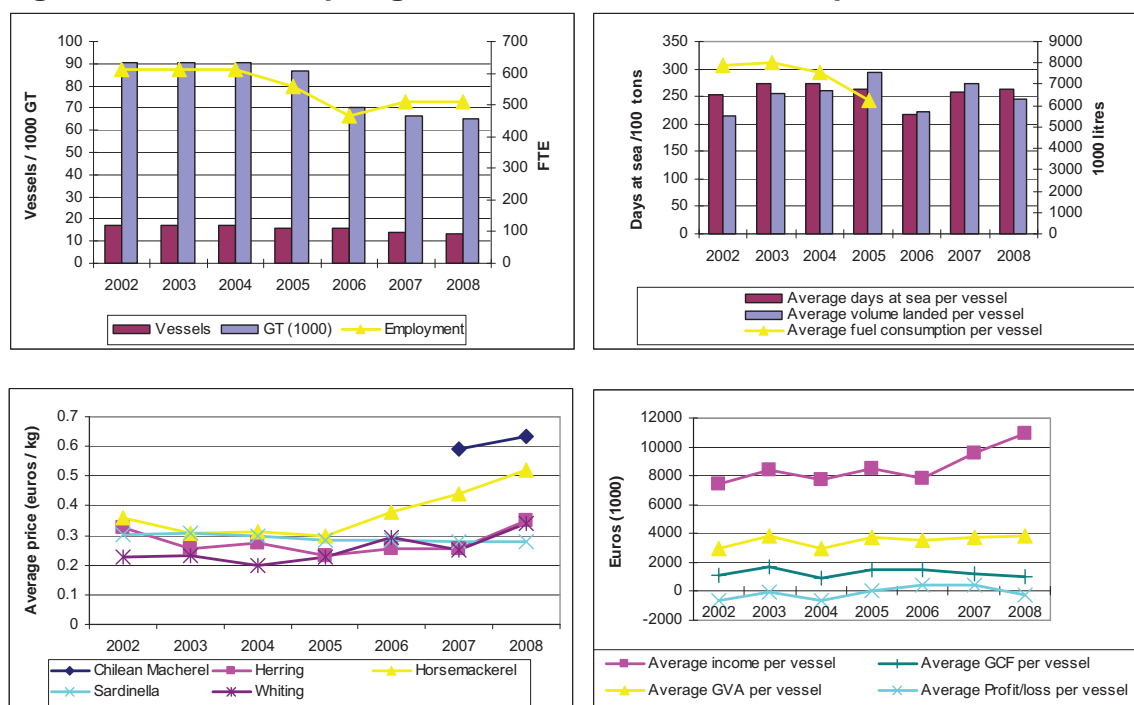 Vessels / 1000 GT
100
90
80
70
60
50
40
30
20
10
0
700
600
500
400
300
200
100
0
FTE
2002 2003 2004 2005 2006 2007 2008
Vessels GT (1000) Employment
Days at sea /100 tons
350
300
250
200
150
100
50
0
9000
8000
7000
6000
5000
4000
3000
2000
1000
0
1000 litres
2002 2003 2004 2005 2006 2007 2008
Average days at sea per vessel
Average volume landed per vessel
Average fuel consumption per vessel
Average price (euros / kg)
0.7
0.6
0.5
0.4
0.3
0.2
0.1
0
2002 2003 2004 2005 2006 2007 2008
Chilean Macherel Herring Horsemackerel
Sardinella Whiting
Euros (1000)
12000
10000
8000
6000
4000
2000
0
-2000
2002 2003 2004 2005 2006 2007 2008
Average income per vessel Average GCF per vessel
Average GVA per vessel Average Profit/loss per vessel